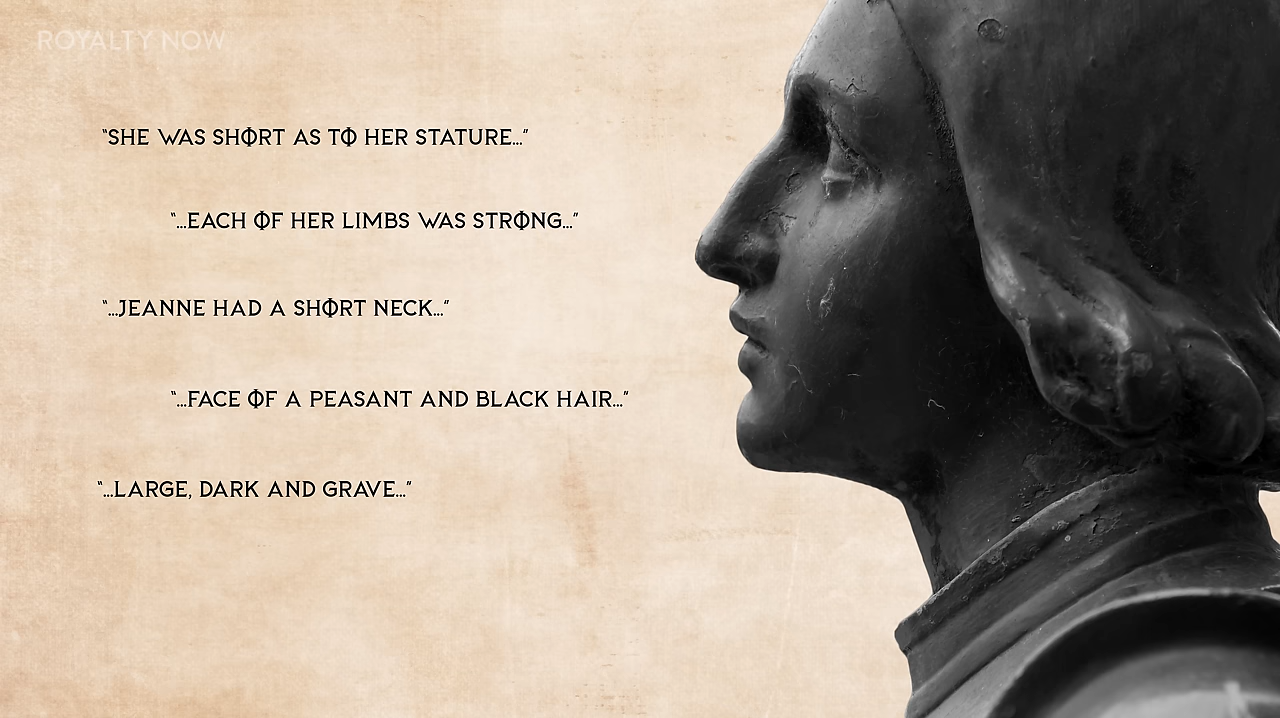 ROYALTY NOW
"SHE WAS SHORT AS TO HER STATURE..."
"...EACH OF HER LIMBS WAS STRONG..."
"...JEANNE HAD A SHORT NECK..."
"...FACE OF A PEASANT AND BLACK HAIR..."
"...LARGE, DARK AND GRAVE..."